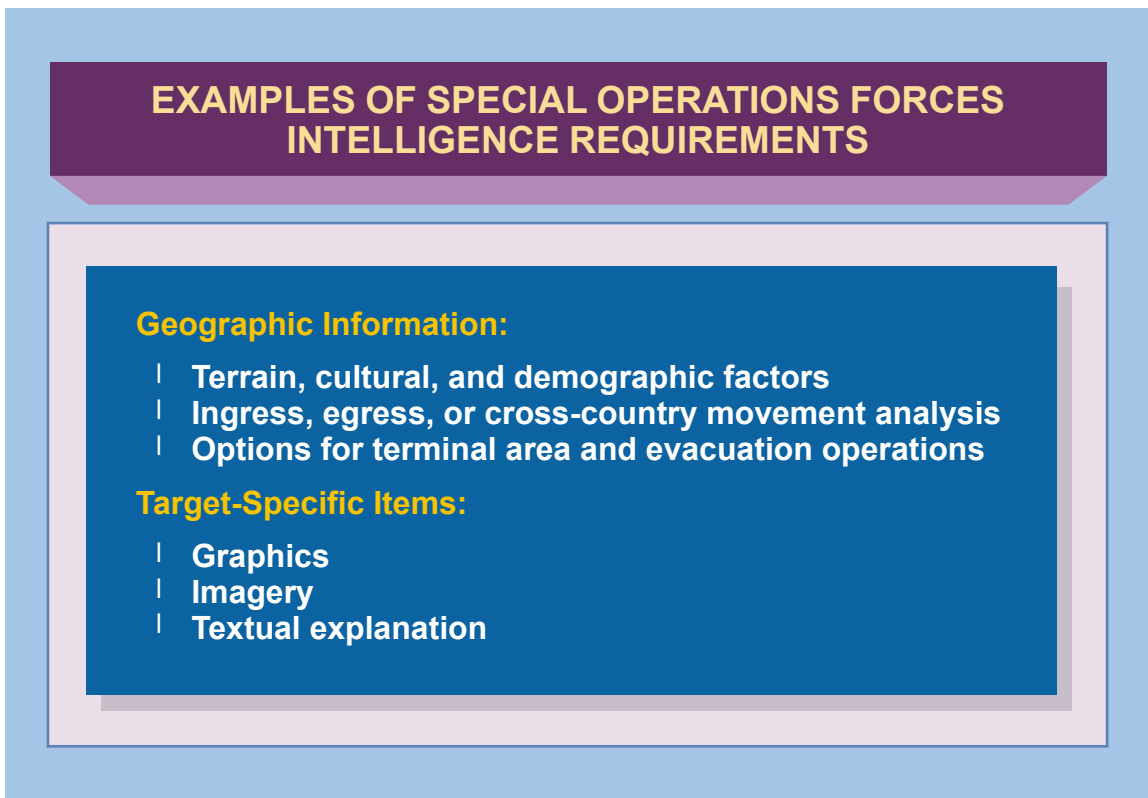 EXAMPLES OF SPECIAL OPERATIONS FORCES
INTELLIGENCE REQUIREMENTS
Geographic Information:
l Terrain, cultural, and demographic factors
l Ingress, egress, or cross-country movement analysis
l Options for terminal area and evacuation operations
Target-Specific Items:
l Graphics
l Imagery
l Textual explanation